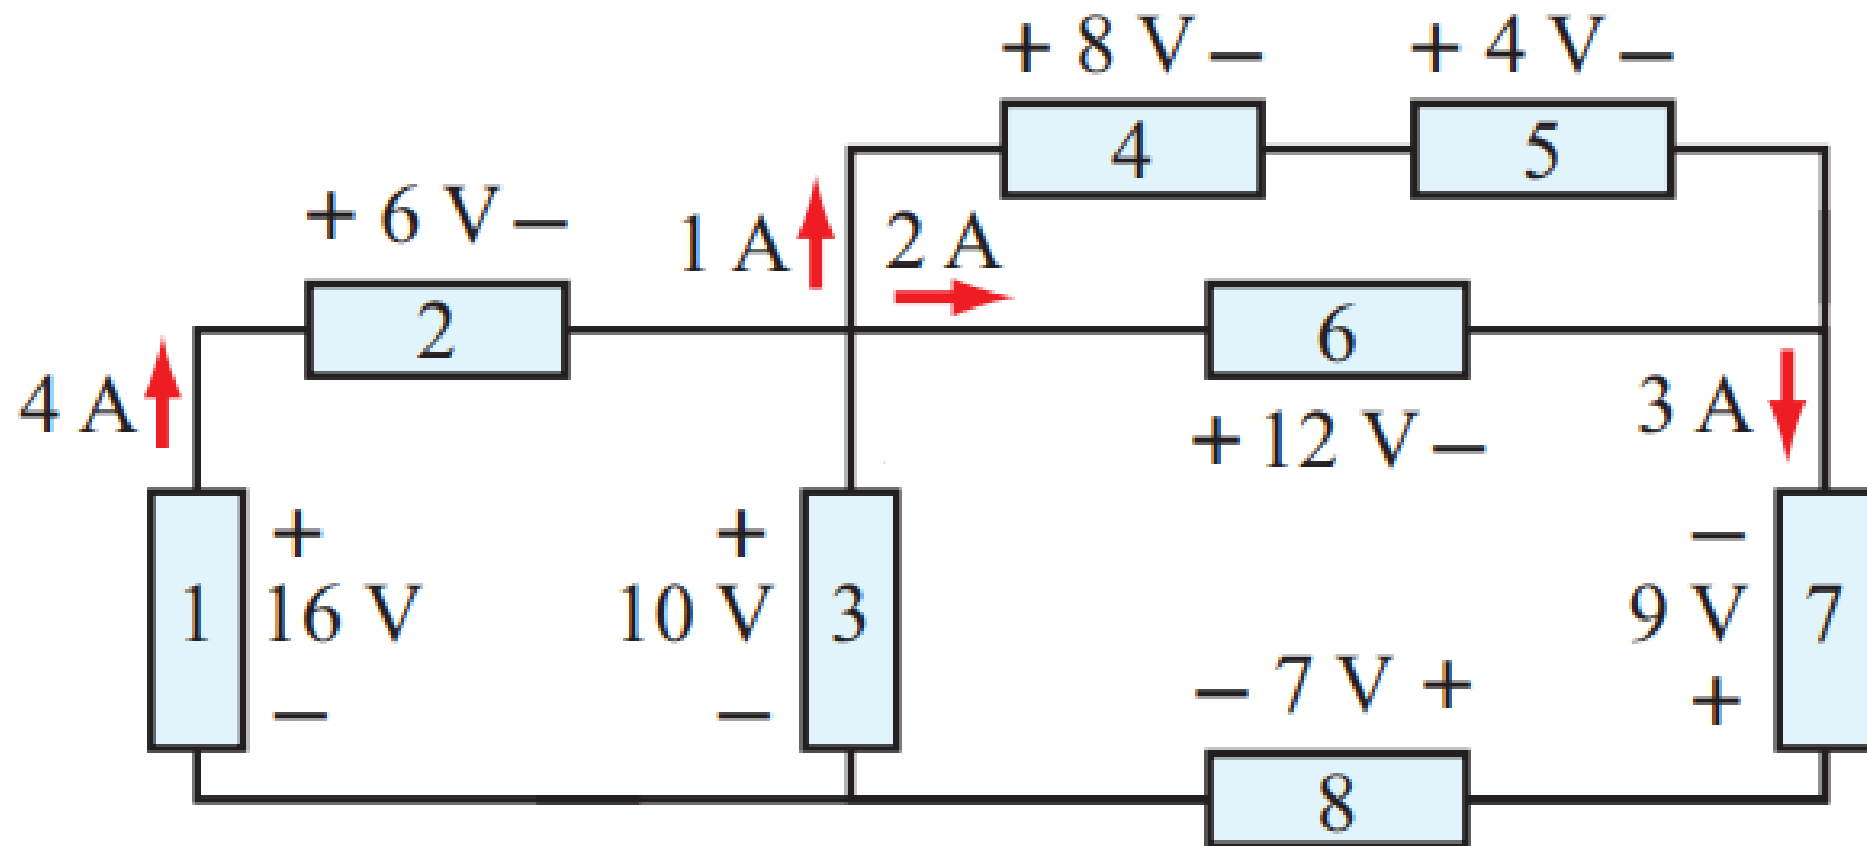 + 8 V – + 4 V –
4 5
+ 6 V – 1 A 2 A
2 6
4 A 3 A
+ 12 V –
+ + –
1 16 V 10 V 3 9 V 7
– – – 7 V + +
8